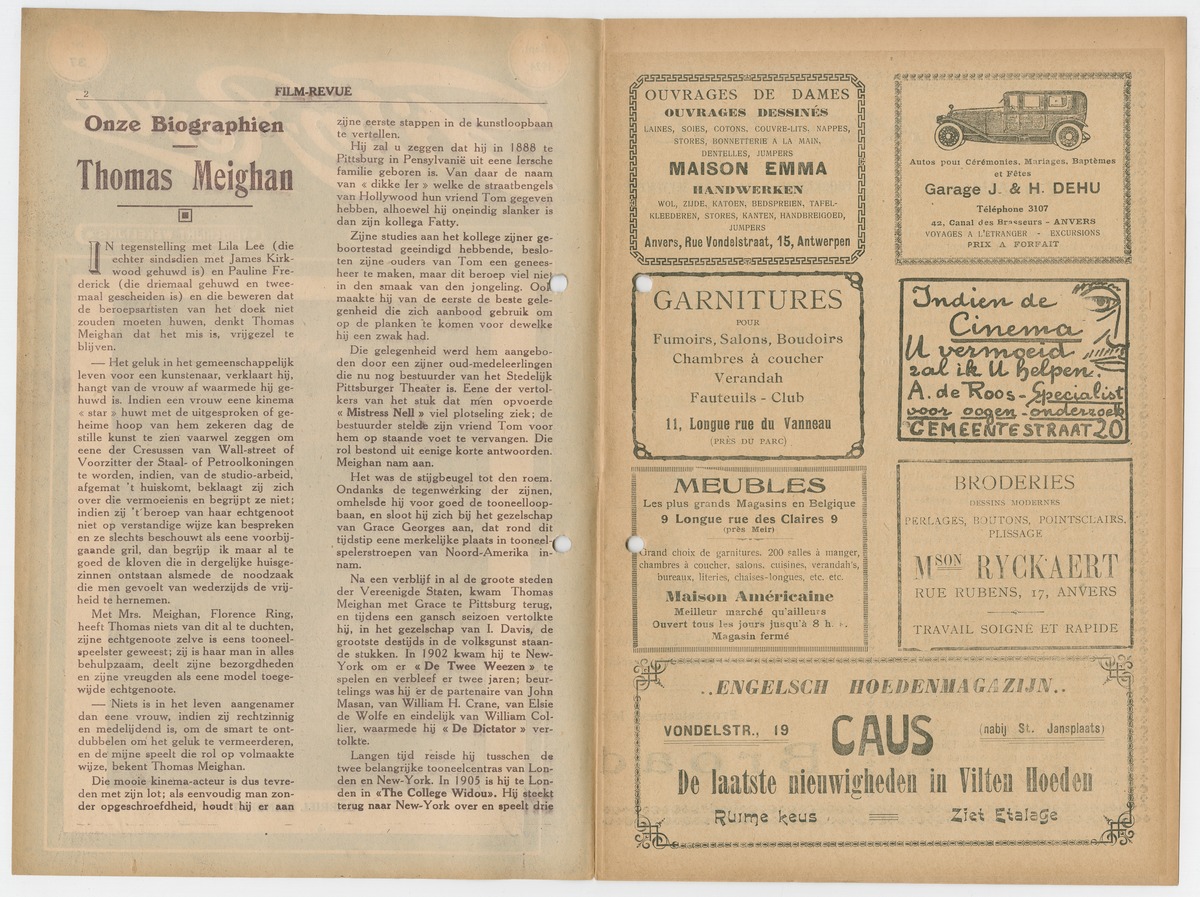 2
FILM-REVUE
Onze Biographien
Thomas Meighan
IN tegenstelling met Lila Lee (die
echter sindsdien met James Kirk-
wood gehuwd is) en Pauline Fre-
derick (die driemaal gehuwd en twee-
maal gescheiden is) en die beweren dat
de beroepsartisten van het doek niet
zouden moeten huwen, denkt Thomas
Meighan dat het mis is, vrijgezel te
blijven.
— Het geluk in het gemeenschappelijk
leven voor een kunstenaar, verklaart hij,
hangt van de vrouw af waarmede hij ge-
huwd is. Indien een vrouw eene kinema
« star » huwt met de uitgesproken of ge-
heime hoop van hem zekeren dag de
stille kunst te zien vaarwel zeggen om
eene der Cresussen van Wall-street of
Voorzitter der Staal- of Petroolkoningen
te worden, indien, van de studio-arbeid,
afgemat 't huiskomt, beklaagt zij zich
over die vermoeienis en begrijpt ze niet;
indien zij 't beroep van haar echtgenoot
niet op verstandige wijze kan bespreken
en ze slechts beschouwt als eene voorbij-
gaande gril, dan begrijp ik maar al te
goed de kloven die in dergelijke huisge-
zinnen ontstaan alsmede de noodzaak
die men gevoelt van wederzijds de vrij-
heid te hernemen.
Met Mrs. Meighan, Florence Ring,
heeft Thomas niets van dit al te duchten,
zijne echtgenote zelve is eens tooneel-
speelster geweest; zij is haar man in alles
behulpzaam, deelt zijne bezorgdheden
en zijne vreugden als eene model toege-
wijde echtgenoote.
— Niets is in het leven aangenamer
dan eene vrouw, indien zij rechtzinnig
en medelijdend is, om de smart te ont-
dubbelen om het geluk te vermeerderen,
en de mijne speelt die rol op volmaakte
wijze, bekent Thomas Meighan.
Die mooie kinema-acteur is dus tevre-
den met zijn lot; als eenvoudig man zon-
der opgeschroefdheid, houdt hij er aan
zijne eerste stappen in de kunstloopbaan
te vertellen.
Hij zal u zeggen dat hij in 1888 te
Pittsburg in Pensylvanië uit eene Iersche
familie geboren is. Van daar de naam
van « dikke Ier » welke de straatbengels
van Hollywood hun vriend Tom gegeven
hebben, alhoewel hij oneindig slanker is
dan zijn kollega Fatty.
Zijne studies aan het kollege zijner ge-
boortestad geeindigd hebbende, beslo-
ten zijne ouders van Tom een genees-
heer te maken, maar dit beroep viel niet
in den smaak van den jongeling. Ook
maakte hij van de eerste de beste gele-
genheid die zich aanbood gebruik om
op de planken te komen voor dewelke
hij een zwak had.
Die gelegenheid werd hem aangebo-
den door een zijner oud-medeleerlingen
die nu nog bestuurder van het Stedelijk
Pittsburger Theater is. Eene der vertol-
kers van het stuk dat men opvoerde
« Mistress Nell » viel plotseling ziek; de
bestuurder stelde zijn vriend Tom voor
hem op staande voet te vervangen. Die
rol bestond uit eenige korte antwoorden.
Meighan nam aan.
Het was de stijgbeugel tot den roem.
Ondanks de tegenwerking der zijnen,
omhelsde hij voor goed de tooneelloop-
baan, en sloot hij zich bij het gezelschap
van Grace Georges aan, dat rond dit
tijdstip eene merkelijke plaats in tooneel-
spelerstroepen van Noord-Amerika in-
nam.
Na een verblijf in al de groote steden
der Vereenigde Staten, kwam Thomas
Meighan met Grace te Pittsburg terug,
en tijdens een gansch seizoen vertolkte
hij, in het gezelschap van I. Davis, de
grootste destijds in de volksgunst staan-
de stukken. In 1902 kwam hij te New-
York om er « De Twee Weezen » te
spelen en verbleef er twee jaren; beur-
telings was hij er de partenaire van John
Masan, van William H. Crane, van Elsie
de Wolfe en eindelijk van William Col-
lier, waarmede hij « De Dictator » ver-
tolkte.
Langen tijd reisde hij tusschen de
twee belangrijke tooneelcentras van Lon-
den en New-York. In 1905 is hij te Lon-
den in «The College Widou». Hij steekt
terug naar New-York over en speelt drie
OUVRAGES DE DAMES
OUVRAGES DESSINÉS
LAINES, SOIES, COTONS, COUVRE-LITS, NAPPES,
STORES, BONNETTERIE A LA MAIN,
DENTELLES, JUMPERS
MAISON EMMA
HANDWERKEN
WOL, ZIJDE, KATOEN, BEDSPREIEN, TAFEL-
KLEEDEREN, STORES, KANTEN, HANDBREIGOED,
JUMPERS
Anvers, Rue Vondelstraat, 15, Antwerpen
Autos pout Cérémonies, Mariages, Baptèmes
et Fêtes
Garage J. & H. DEHU
Téléphone 3107
42, Canal des Brasseurs - ANVERS
VOYAGES A L'ETRANGER - EXCURSIONS
PRIX A FORFAIT
GARNITURES
POUR
Fumoirs, Salons, Boudoirs
Chambres à coucher
Verandah
Fauteuils - Club
11, Longue rue du Vanneau
(PRÈS DU PARC)
Indien de
Cinema
U vermoeid
zal ik U helpen.
A. de Roos - Specialist
voor oogen-onderzoek
GEMEENTESTRAAT 20
MEUBLES
Les plus grands Magasins en Belgique
9 Longue rue des Claires 9
(près Meir)
Grand choix de garnitures. 200 salles à manger,
chambres à coucher, salons, cuisines, verandah's,
bureaux, literies, chaises-longues, etc. etc.
Maison Américaine
Meilleur marché qu'ailleurs
Ouvert tous les jours jusqu'à 8 h.
Magasin fermé
BRODERIES
DESSINS MODERNES
PERLAGES, BOUTONS, POINTSCLAIRS,
PLISSAGE
MSON RYCKAERT
RUE RUBENS, 17, ANVERS
TRAVAIL SOIGNÉ ET RAPIDE
..ENGELSCH HOEDENMAGAZIJN..
VONDELSTR., 19
CAUS
(nabij St. Jansplaats)
De laatste nieuwigheden in Vilten Hoeden
Ruime keus
Ziet Etalage